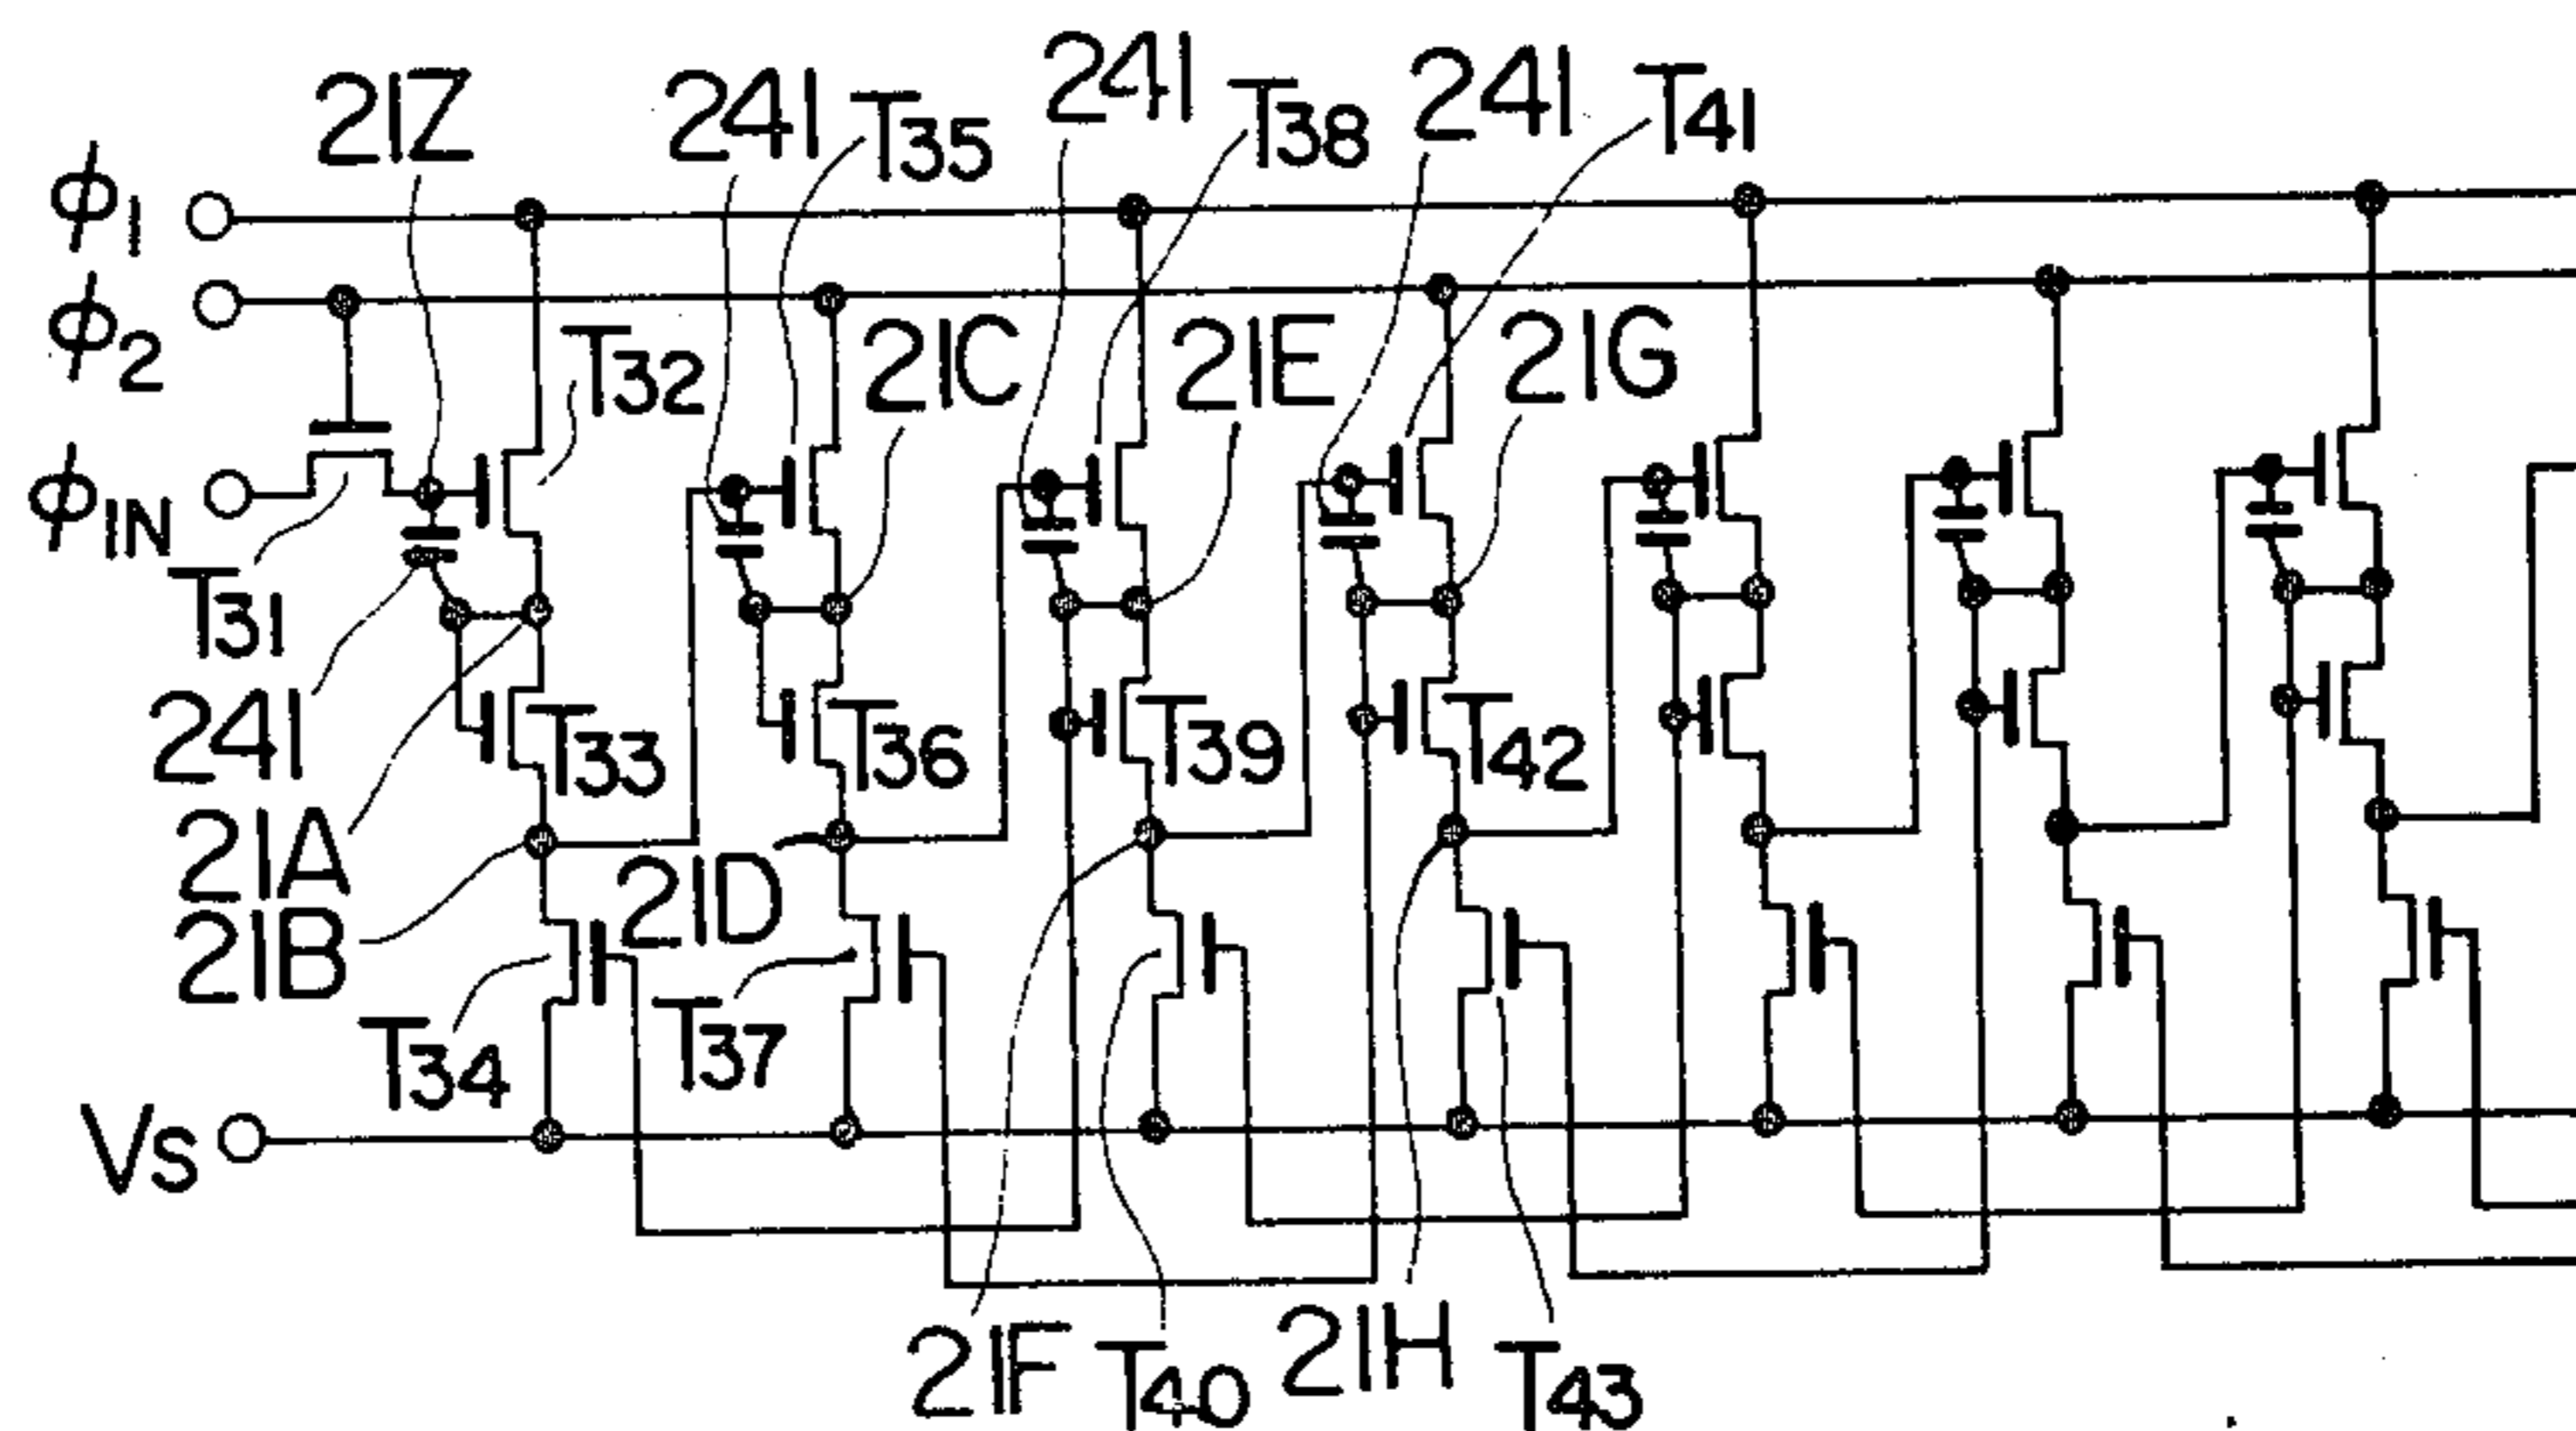 21Z 241 T35 241 T38 241 T41
ϕ1
ϕ2
T32 21C 21E 21G
ϕIN
T31
241 T33 T36 T39 T42
21A
21B 21D
T34 T37
VS
21F T40 21H T43